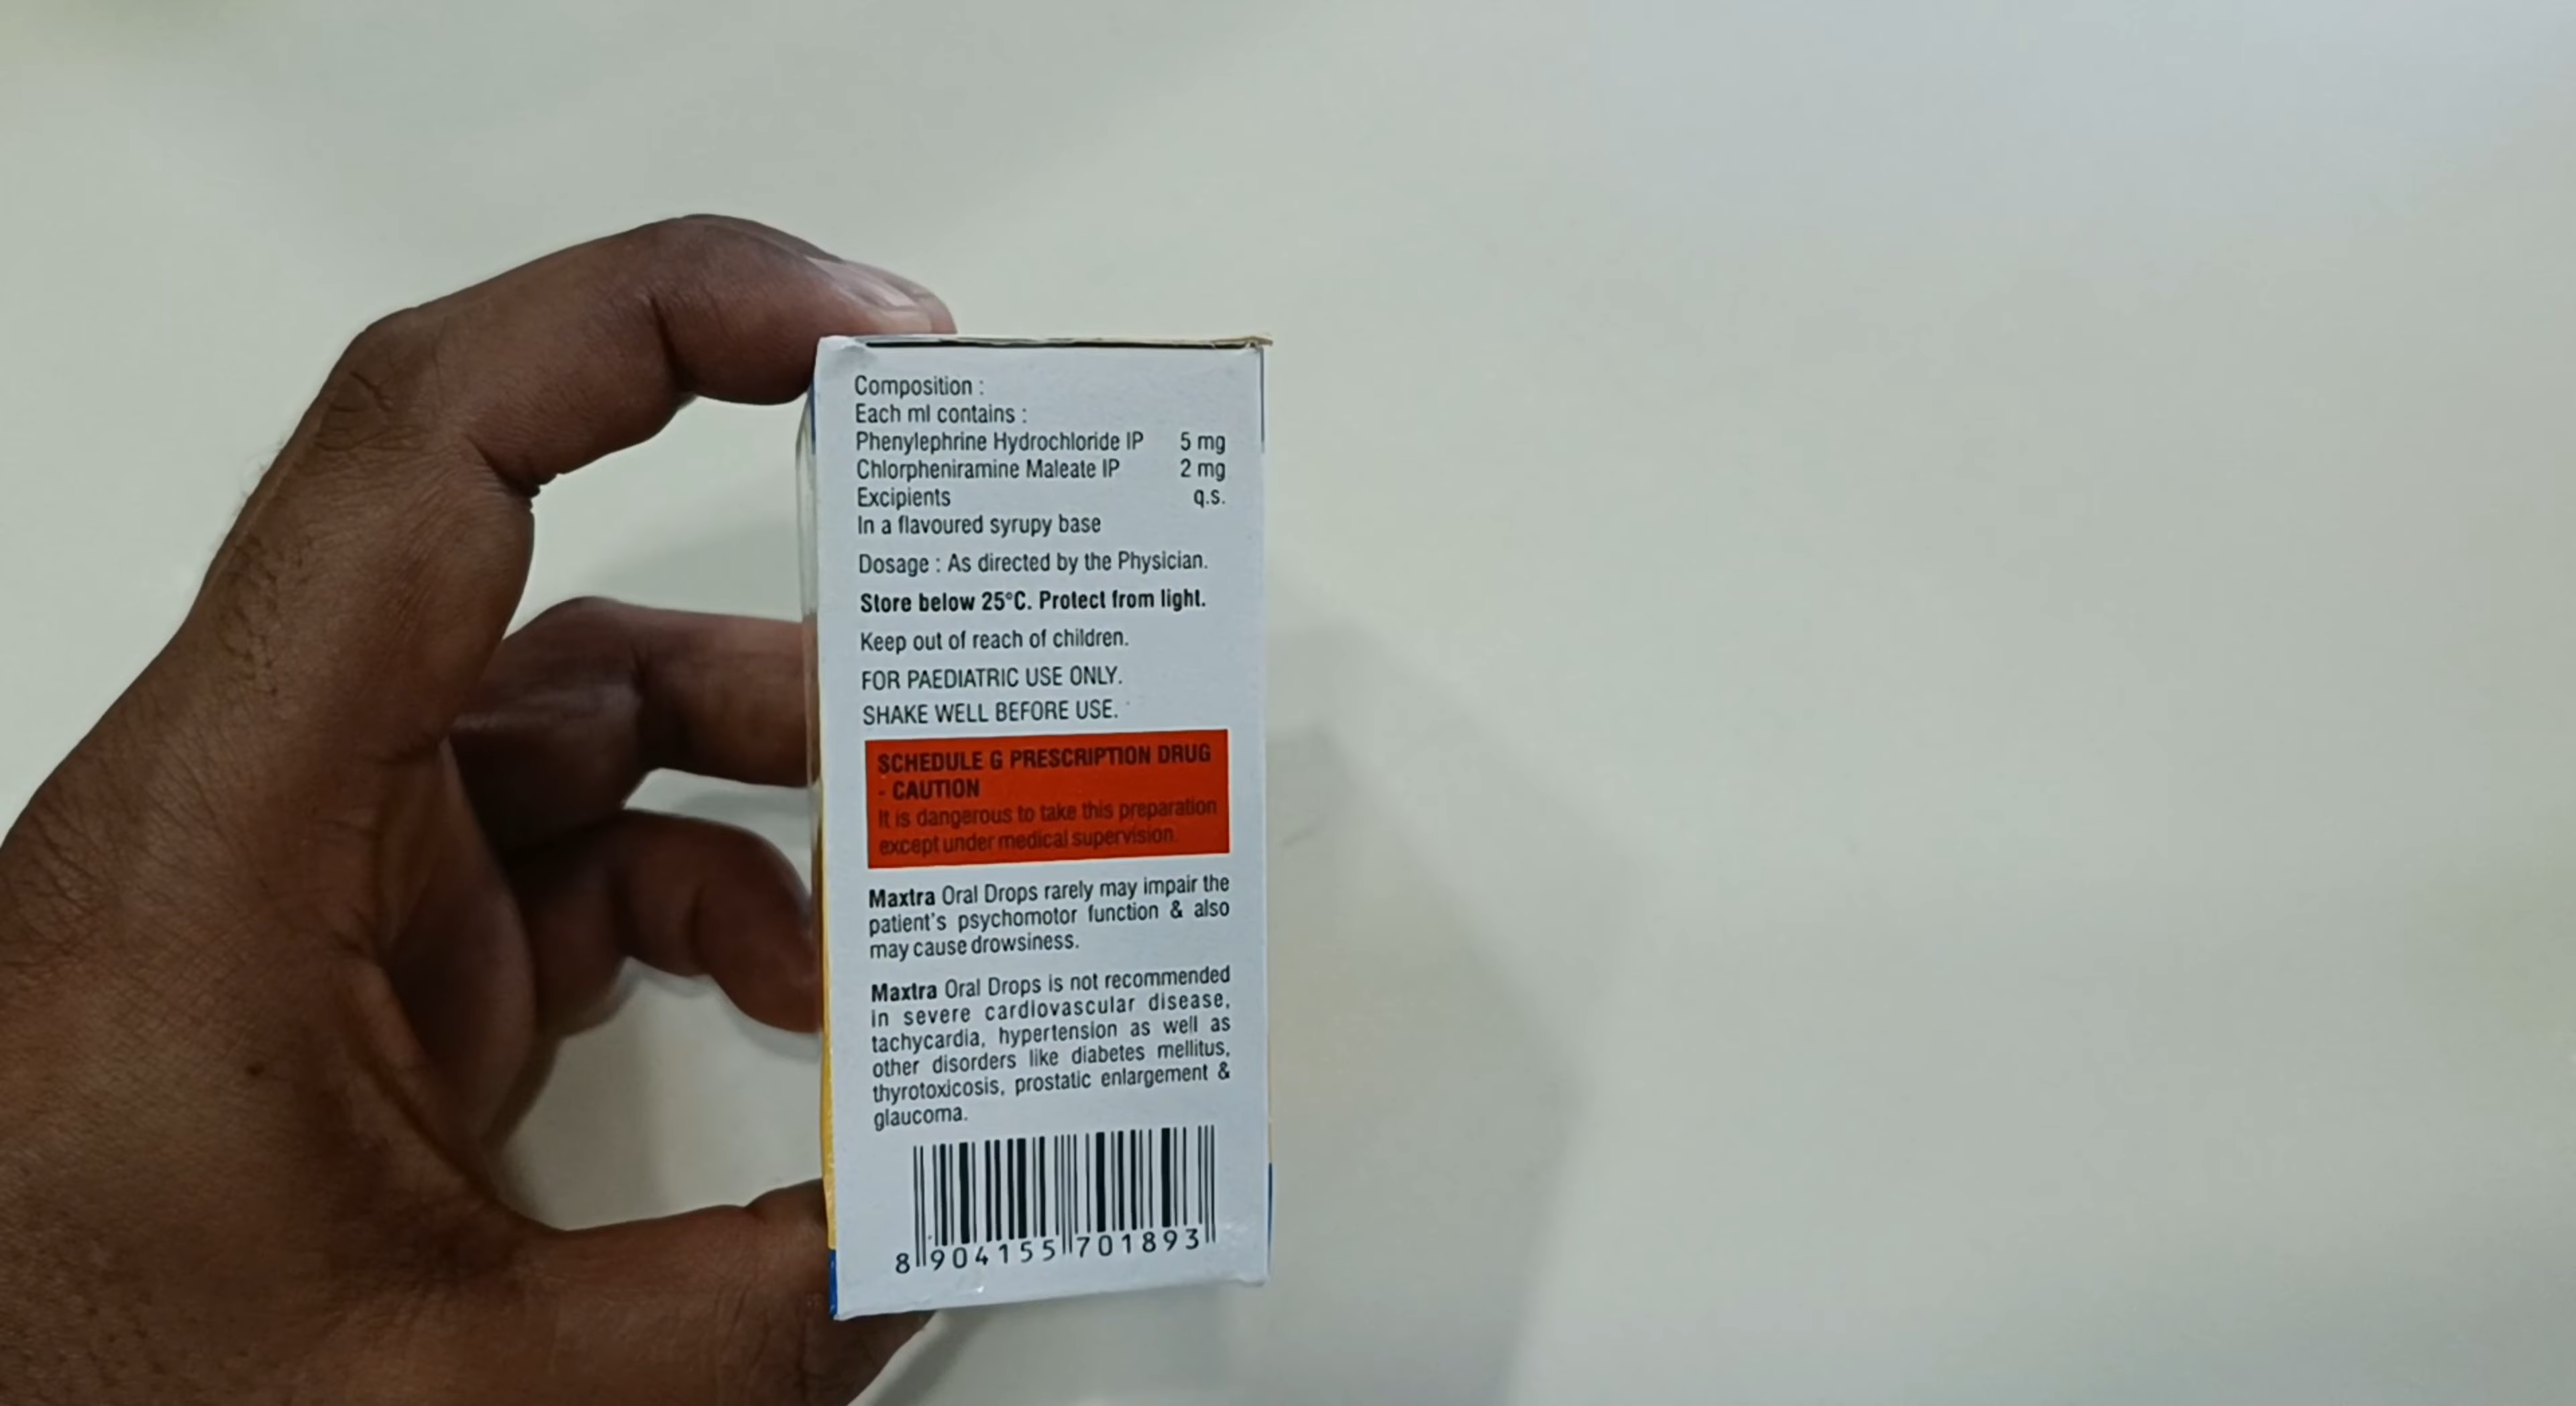 Composition :
Each ml contains :
Phenylephrine Hydrochloride IP 5 mg
Chlorpheniramine Maleate IP 2 mg
Excipients q.s.
In a flavoured syrupy base
Dosage : As directed by the Physician.
Store below 25°C. Protect from light.
Keep out of reach of children.
FOR PAEDIATRIC USE ONLY.
SHAKE WELL BEFORE USE.
SCHEDULE G PRESCRIPTION DRUG
- CAUTION
It is dangerous to take this preparation
except under medical supervision.
Maxtra Oral Drops rarely may impair the
patient's psychomotor function & also
may cause drowsiness.
Maxtra Oral Drops is not recommended
in severe cardiovascular disease,
tachycardia, hypertension as well as
other disorders like diabetes mellitus,
thyrotoxicosis, prostatic enlargement &
glaucoma.
8 904155 701893